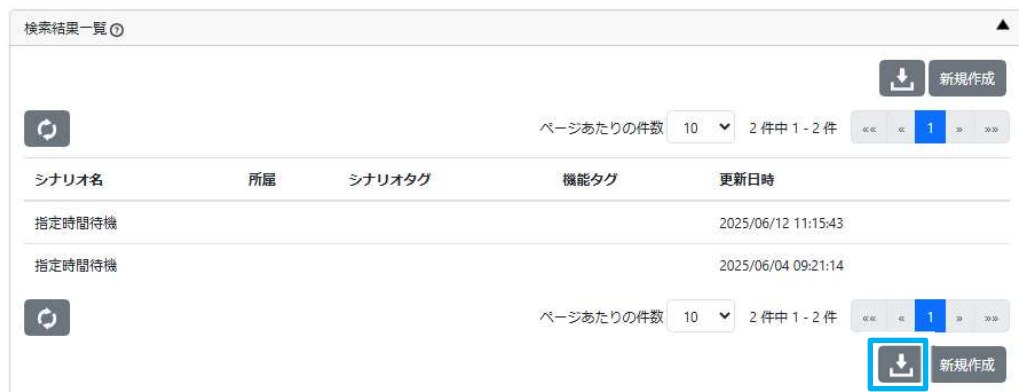 検索結果一覧
新規作成
ページあたりの件数 10 2 件中 1 - 2 件 «« « 1 » »»
シナリオ名 所属 シナリオタグ 機能タグ 更新日時
指定時間待機 2025/06/12 11:15:43
指定時間待機 2025/06/04 09:21:14
ページあたりの件数 10 2 件中 1 - 2 件 «« « 1 » »»
新規作成